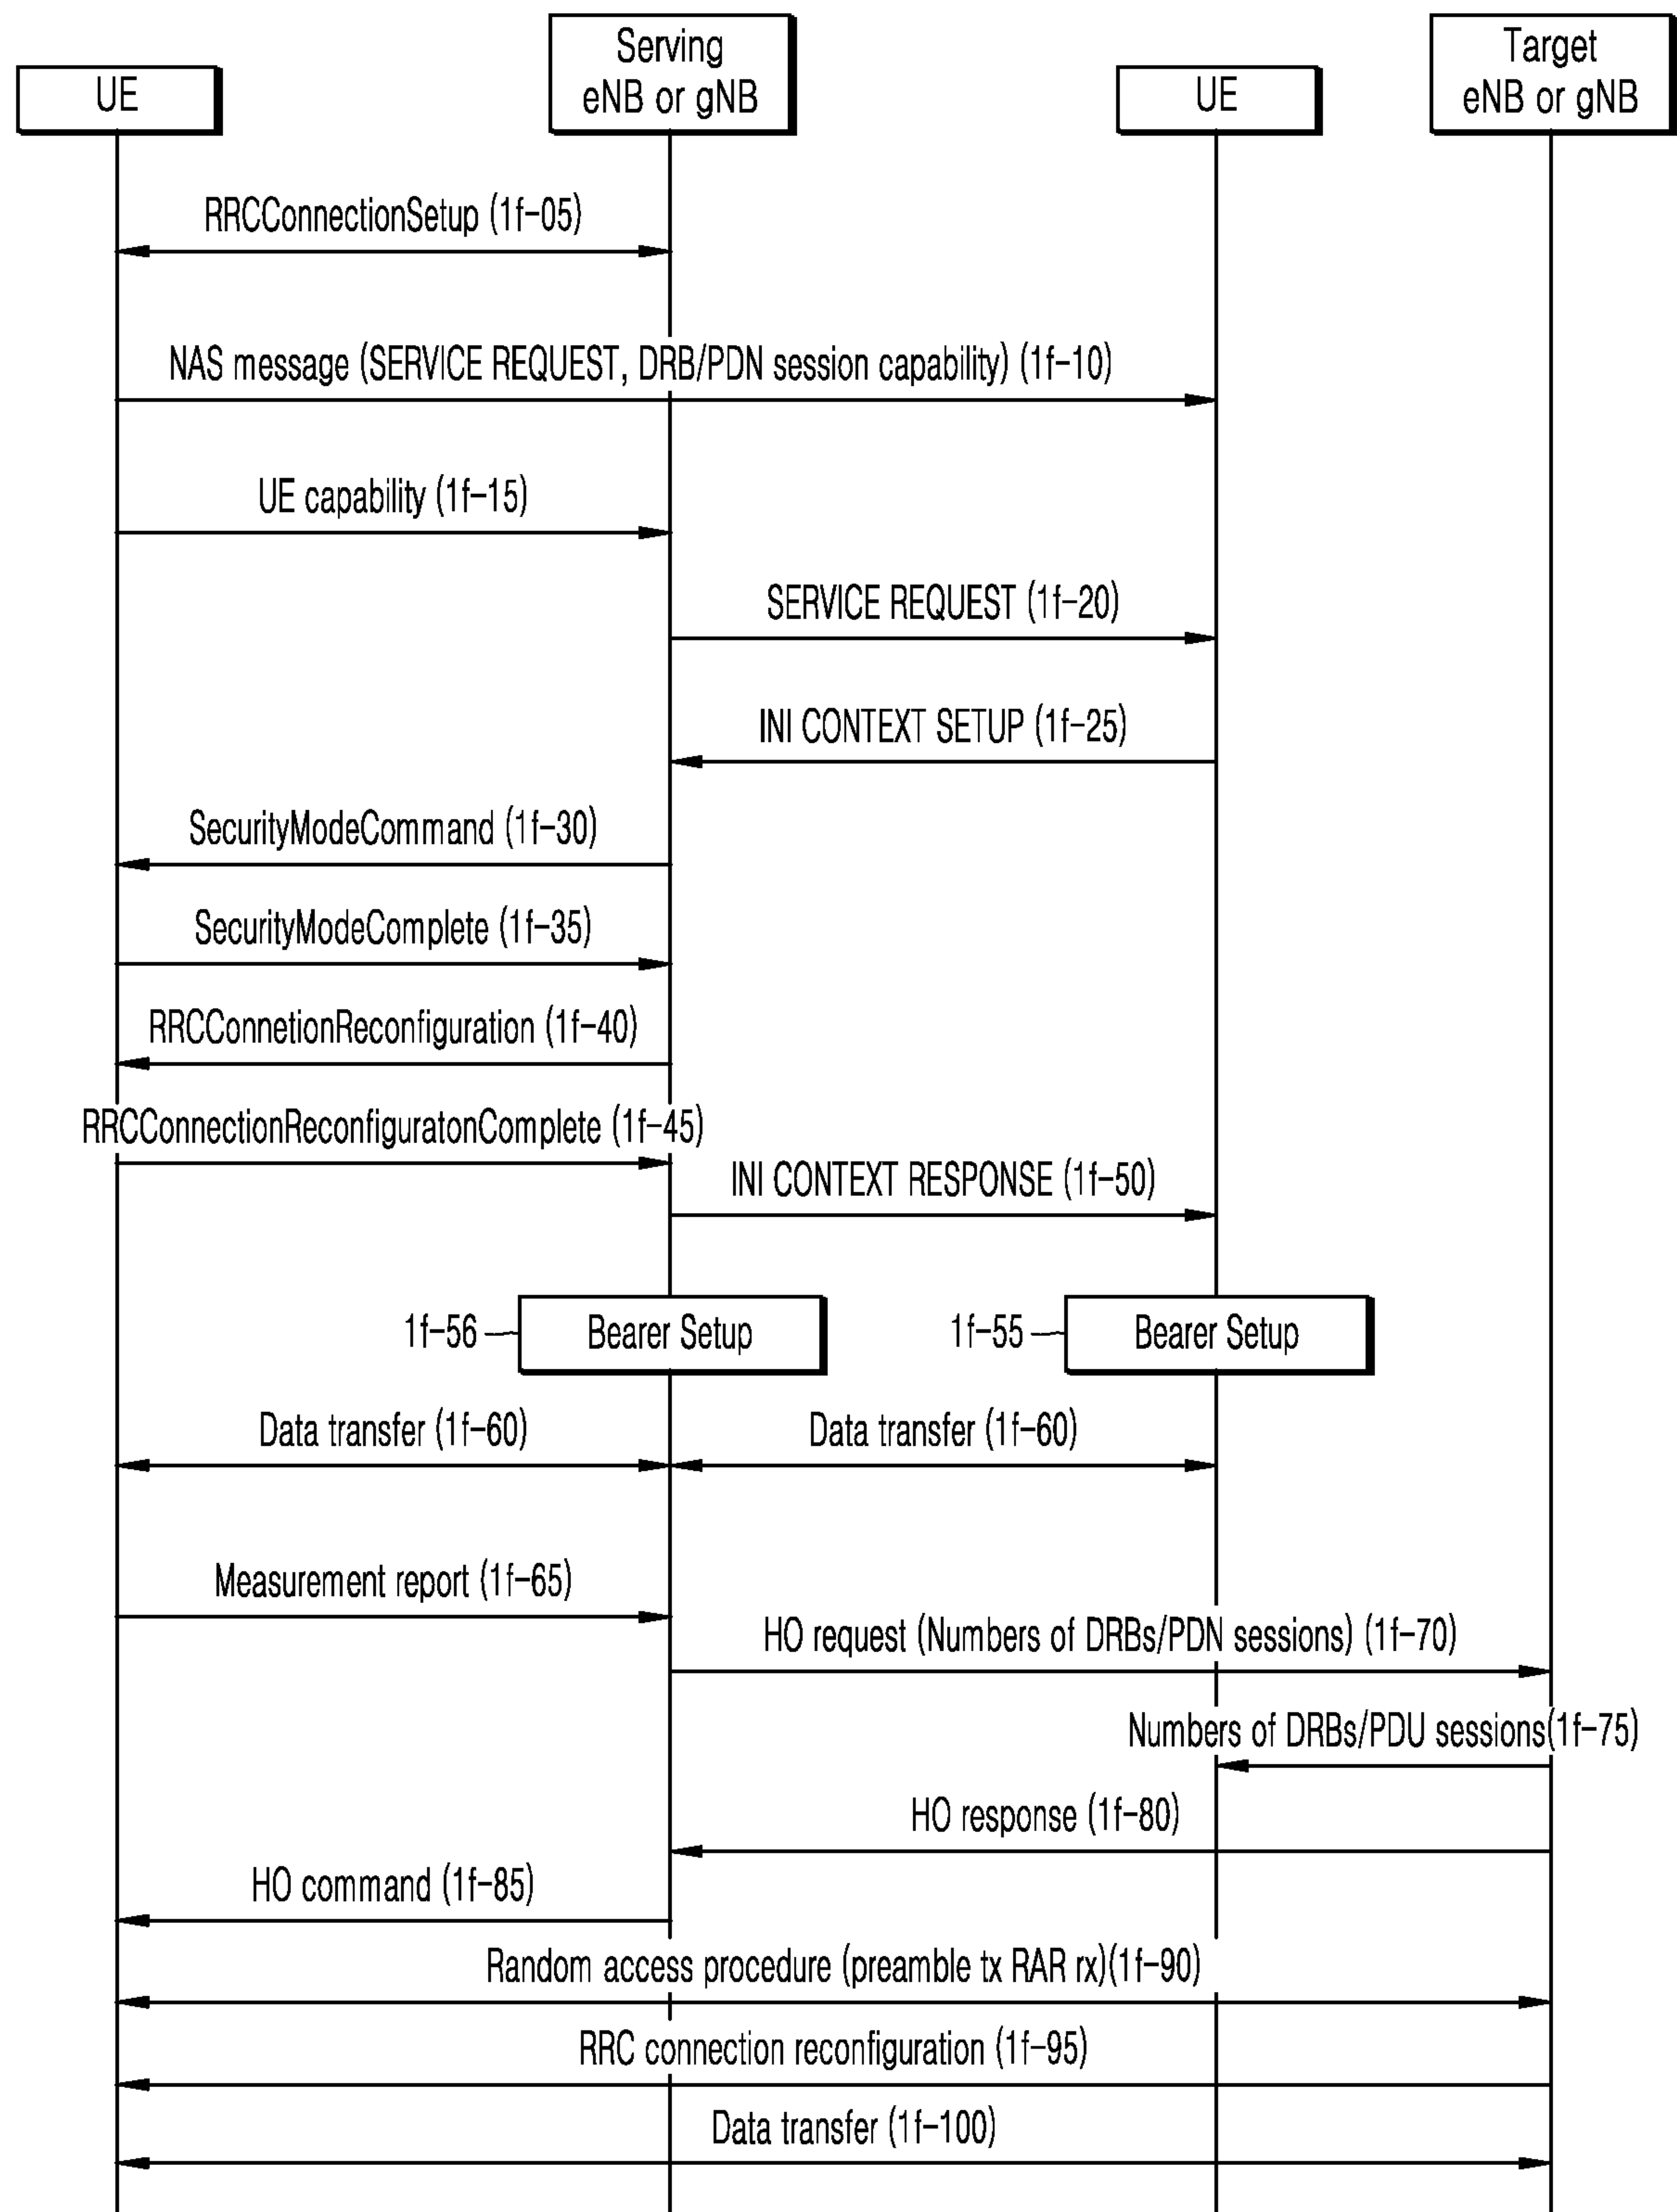 UE
Serving
eNB or gNB
UE
Target
eNB or gNB
RRCConnectionSetup (1f-05)
NAS message (SERVICE REQUEST, DRB/PDN session capability) (1f-10)
UE capability (1f-15)
SERVICE REQUEST (1f-20)
INI CONTEXT SETUP (1f-25)
SecurityModeCommand (1f-30)
SecurityModeComplete (1f-35)
RRCConnetionReconfiguration (1f-40)
RRCConnectionReconfiguratonComplete (1f-45)
INI CONTEXT RESPONSE (1f-50)
1f-56
Bearer Setup
1f-55
Bearer Setup
Data transfer (1f-60)
Data transfer (1f-60)
Measurement report (1f-65)
HO request (Numbers of DRBs/PDN sessions) (1f-70)
Numbers of DRBs/PDU sessions(1f-75)
HO response (1f-80)
HO command (1f-85)
Random access procedure (preamble tx RAR rx)(1f-90)
RRC connection reconfiguration (1f-95)
Data transfer (1f-100)